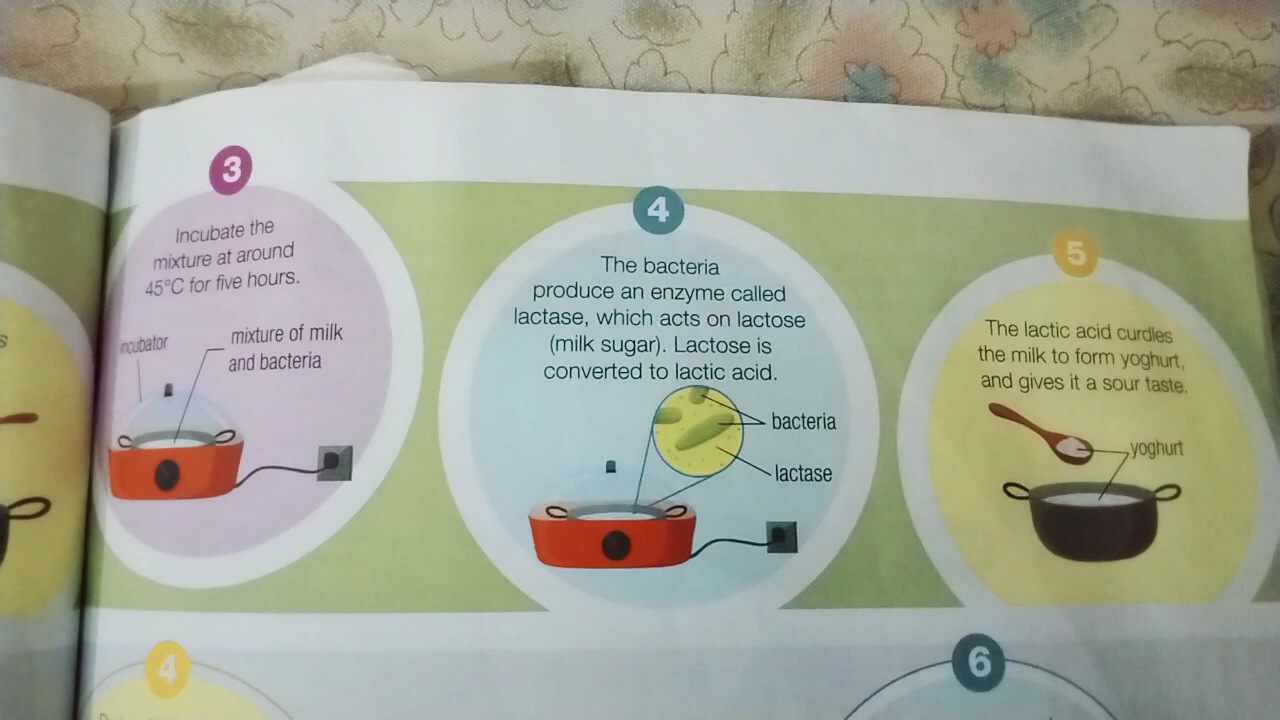 3
Incubate the
mixture at around
45°C for five hours.
incubator
mixture of milk
and bacteria
4
The bacteria
produce an enzyme called
lactase, which acts on lactose
(milk sugar). Lactose is
converted to lactic acid.
bacteria
lactase
5
The lactic acid curdles
the milk to form yoghurt,
and gives it a sour taste.
yoghurt
4
6